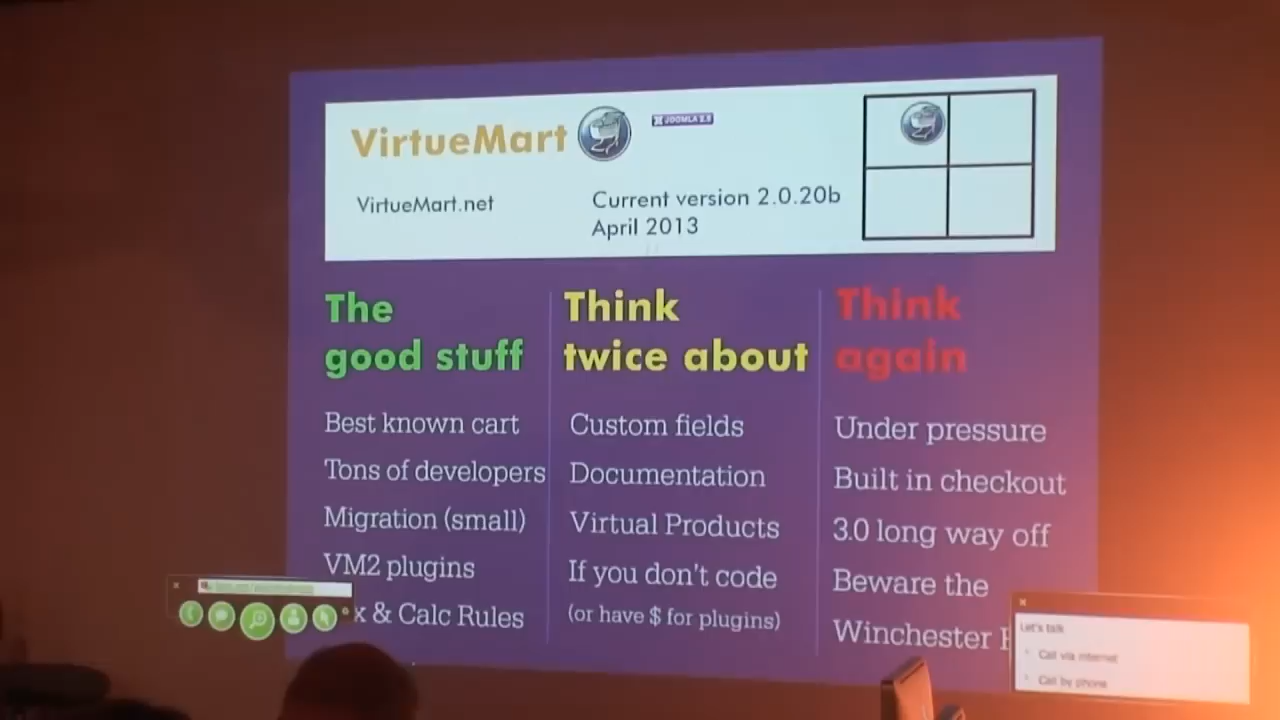 VirtueMart
JOOMLA 2.5
VirtueMart.net
Current version 2.0.20b
April 2013
The
good stuff
Best known cart
Tons of developers
Migration (small)
VM2 plugins
x & Calc Rules
Think
twice about
Custom fields
Documentation
Virtual Products
If you don't code
(or have $ for plugins)
Think
again
Under pressure
Built in checkout
3.0 long way off
Beware the
Winchester
Let's talk
Call via internet
Call by phone